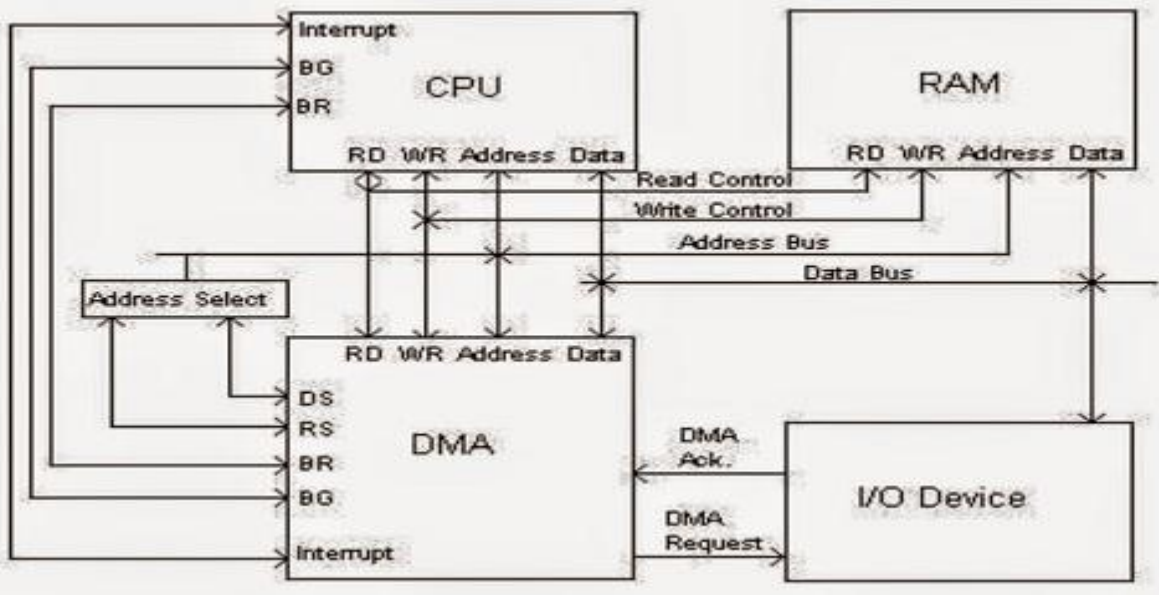 Interrupt
BG
CPU
RAM
BR
RD WR Address Data
RD WR Address Data
Read Control
Write Control
Address Bus
Data Bus
Address Select
RD WR Address Data
DS
RS
DMA
BR
BG
Interrupt
DMA
Ack.
DMA
Request
I/O Device